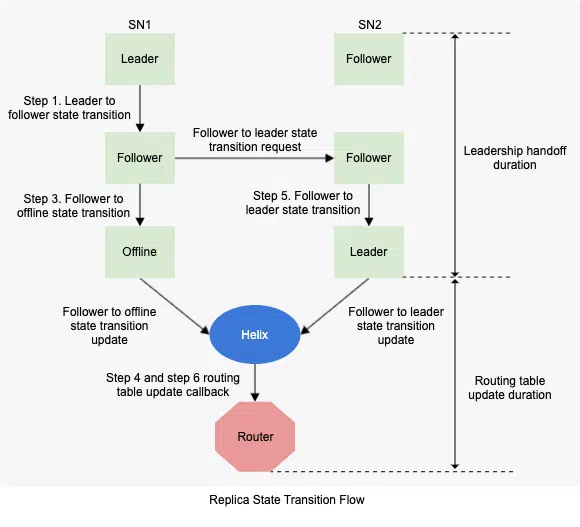 SN1
SN2
Leader
Follower
Step 1. Leader to
follower state transition
Follower to leader state
transition request
Leadership handoff
duration
Follower
Follower
Step 3. Follower to
offline state transition
Step 5. Follower to
leader state transition
Offline
Leader
Follower to offline
state transition
update
Helix
Follower to leader
state transition
update
Step 4 and step 6 routing
table update callback
Routing table
update duration
Router
Replica State Transition Flow